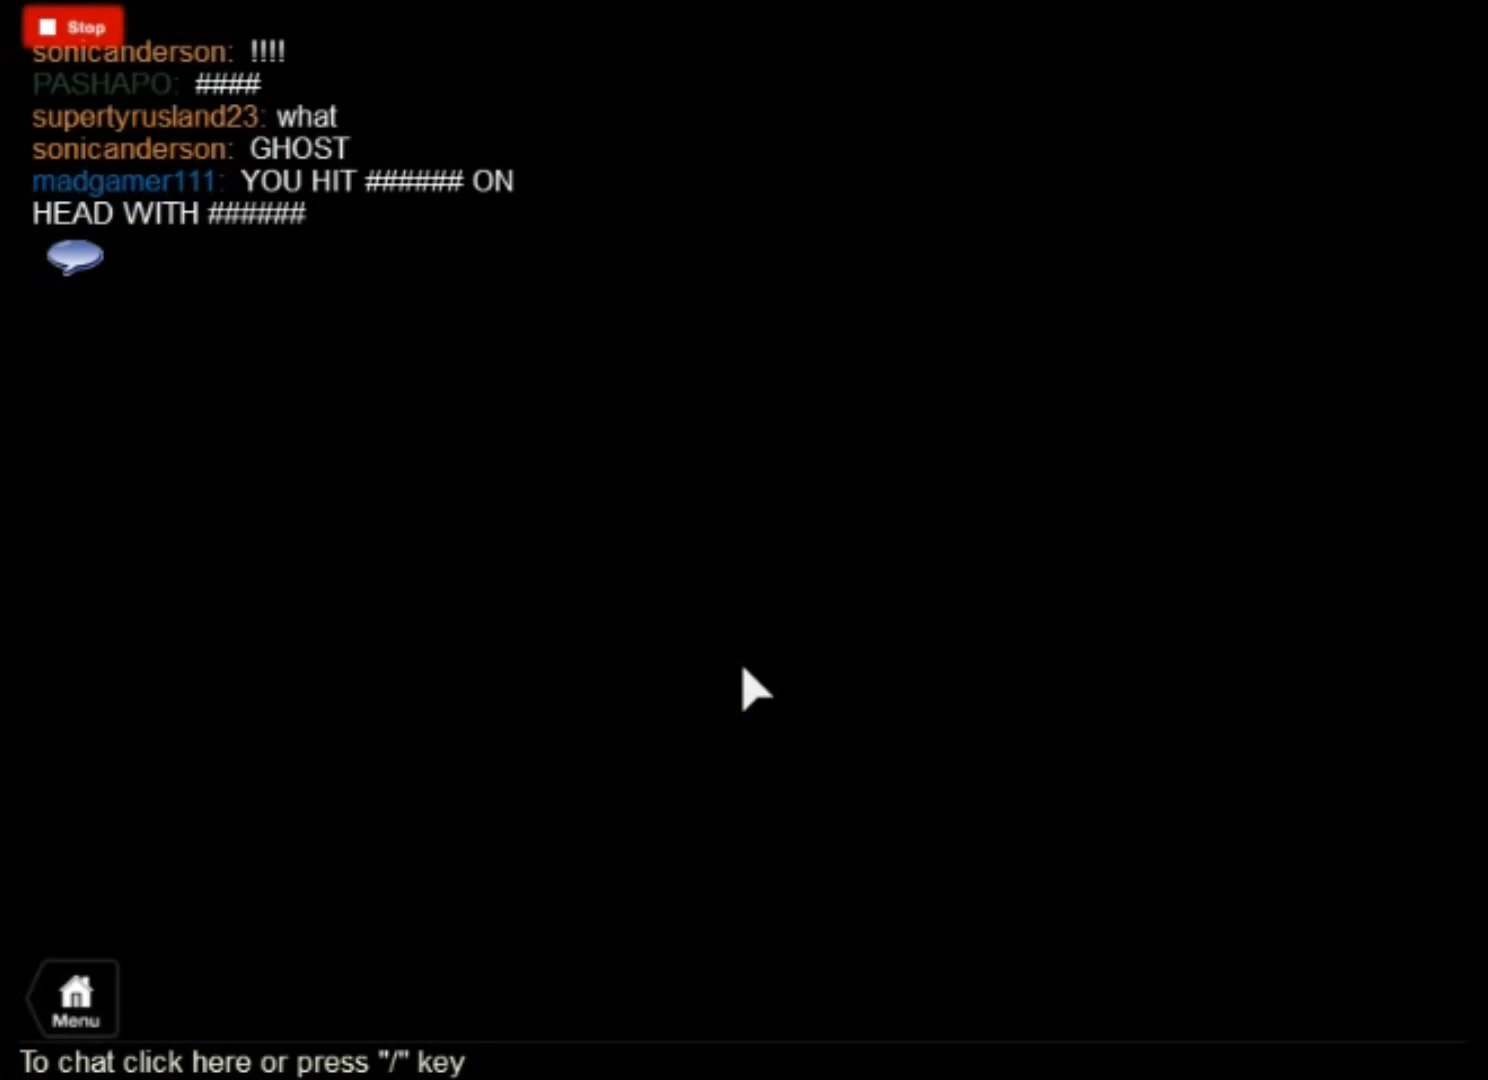 Stop
sonicanderson: !!!!
PASHAPO: ####
supertyrusland23: what
sonicanderson: GHOST
madgamer111: YOU HIT ###### ON
HEAD WITH ######
Menu
To chat click here or press "/" key